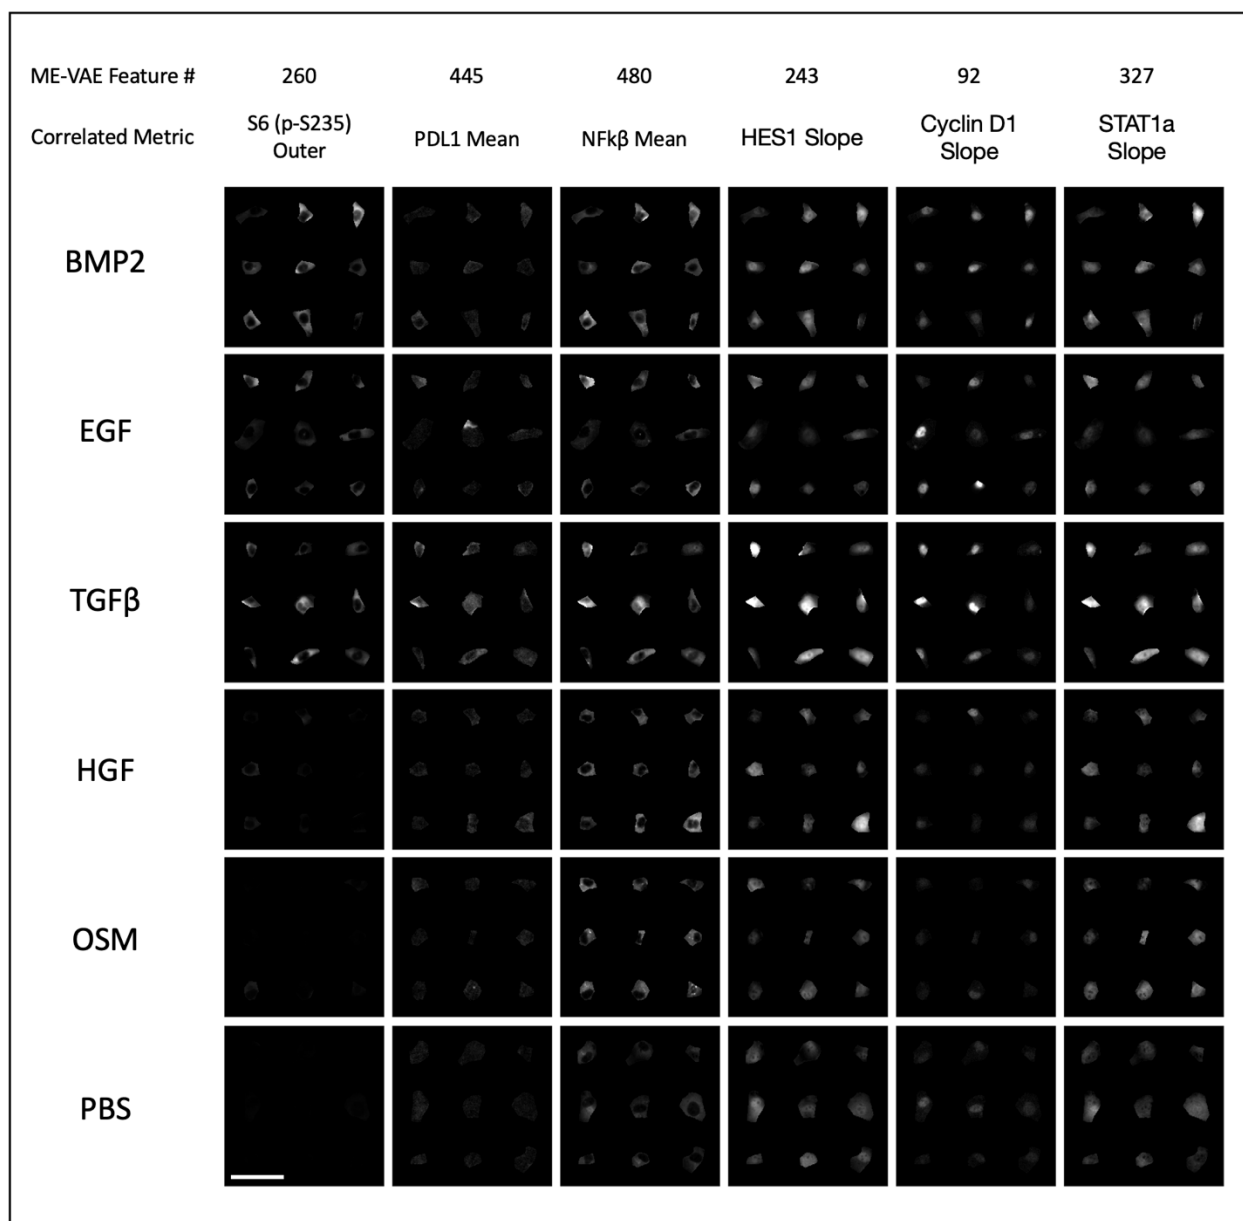 ME-VAE Feature # 260 445 480 243 92 327
Correlated Metric S6 (p-S235) Outer PDL1 Mean NFkβ Mean HES1 Slope Cyclin D1 Slope STAT1a Slope
BMP2
EGF
TGFβ
HGF
OSM
PBS